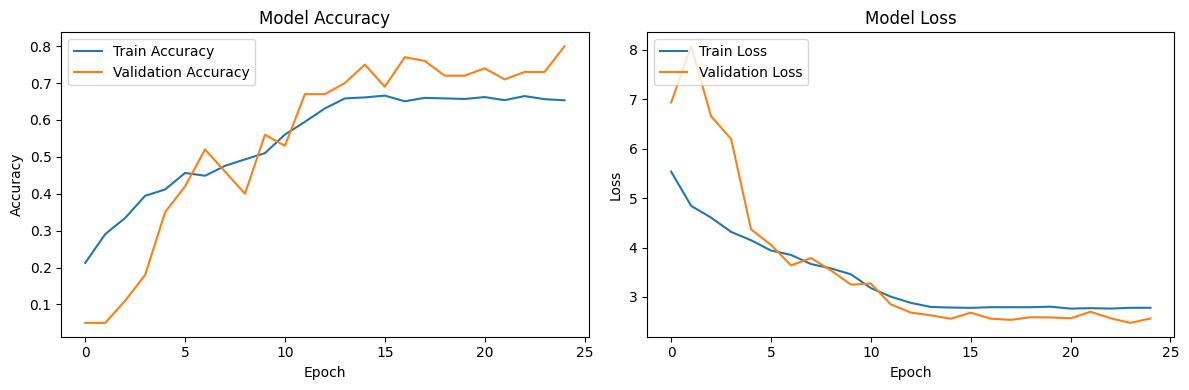 Model Accuracy
Train Accuracy
Validation Accuracy
0.8
0.7
0.6
0.5
0.4
0.3
0.2
0.1
Accuracy
0 5 10 15 20 25
Epoch
Model Loss
Train Loss
Validation Loss
8
7
6
5
4
3
Loss
0 5 10 15 20 25
Epoch